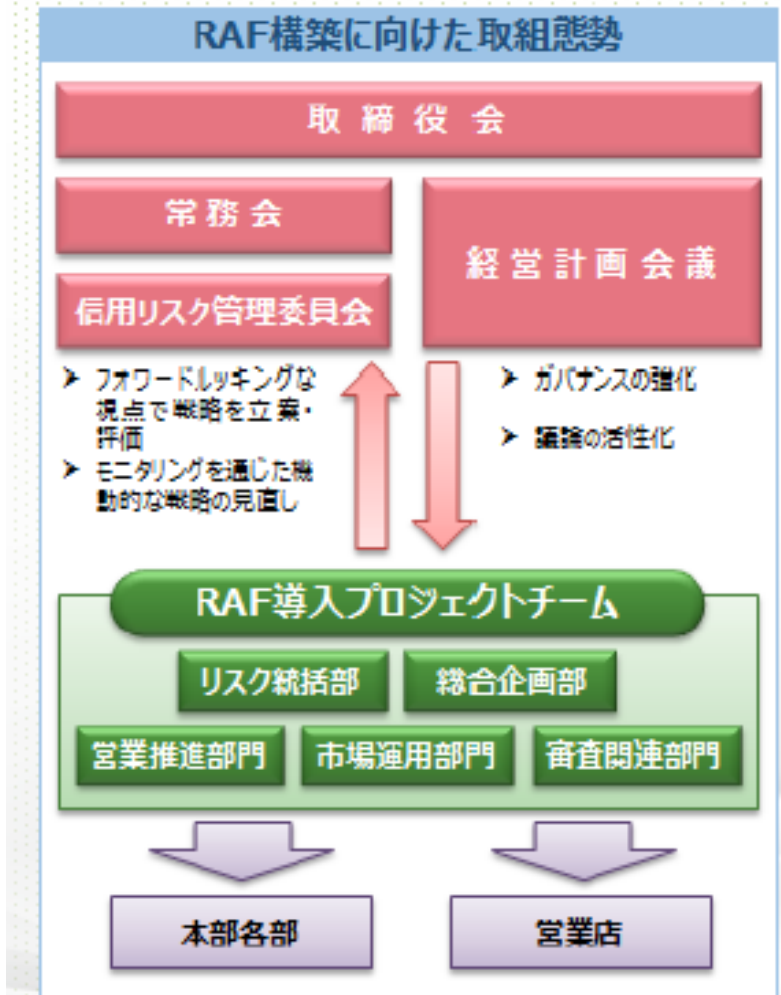 RAF構築に向けた取組態勢
取 締 役 会
常 務 会
経 営 計 画 会 議
信用リスク管理委員会
➤ フォワードルッキングな
視点で戦略を立案・
評価
➤ モニタリングを通じた機
動的な戦略の見直し
➤ ガバナンスの強化
➤ 議論の活性化
RAF導入プロジェクトチーム
リスク統括部
総合企画部
営業推進部門
市場運用部門
審査関連部門
本部各部
営業店